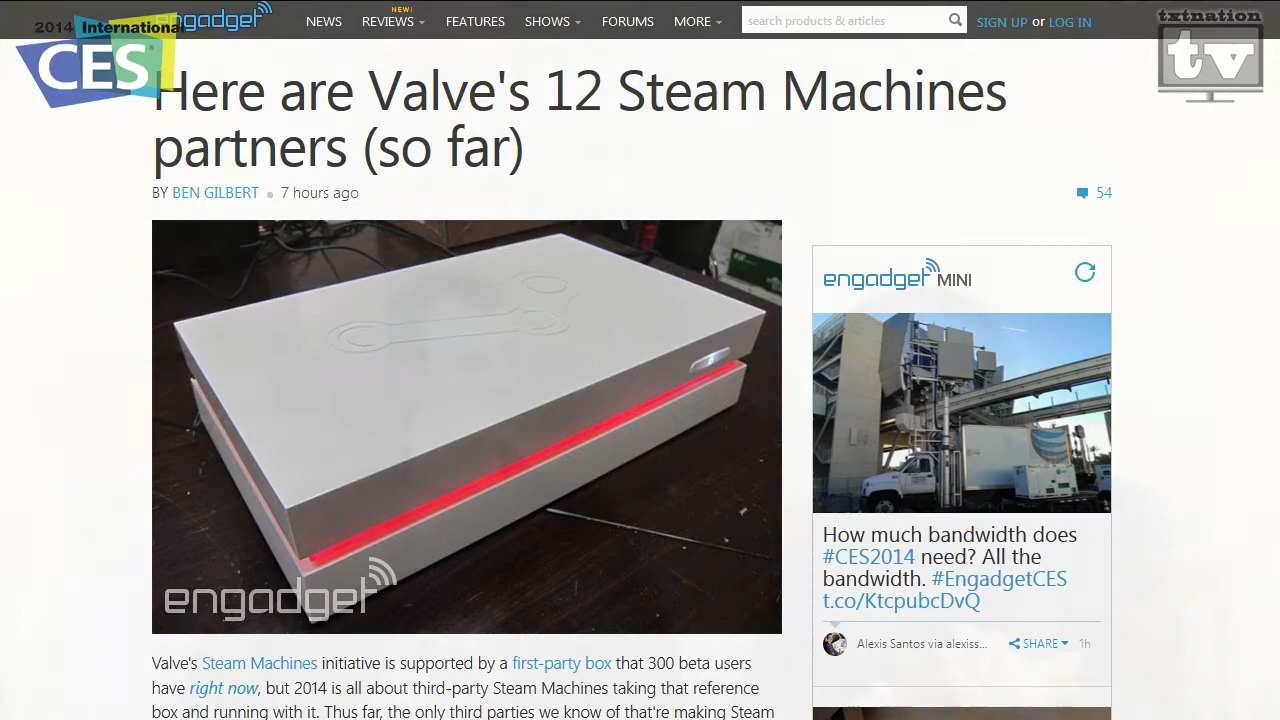 2014 International
CES
engadget
NEWS
NEW!
REVIEWS
FEATURES
SHOWS
FORUMS
MORE
search products & articles
SIGN UP or LOG IN
txtnation
tv
Here are Valve's 12 Steam Machines
partners (so far)
BY BEN GILBERT
7 hours ago
54
engadget
engadget MINI
How much bandwidth does
#CES2014 need? All the
bandwidth. #EngadgetCES
t.co/KtcpubcDvQ
Alexis Santos via alexiss...
SHARE
1h
Valve's Steam Machines initiative is supported by a first-party box that 300 beta users
have right now, but 2014 is all about third-party Steam Machines taking that reference
box and running with it. Thus far, the only third parties we know of that're making Steam